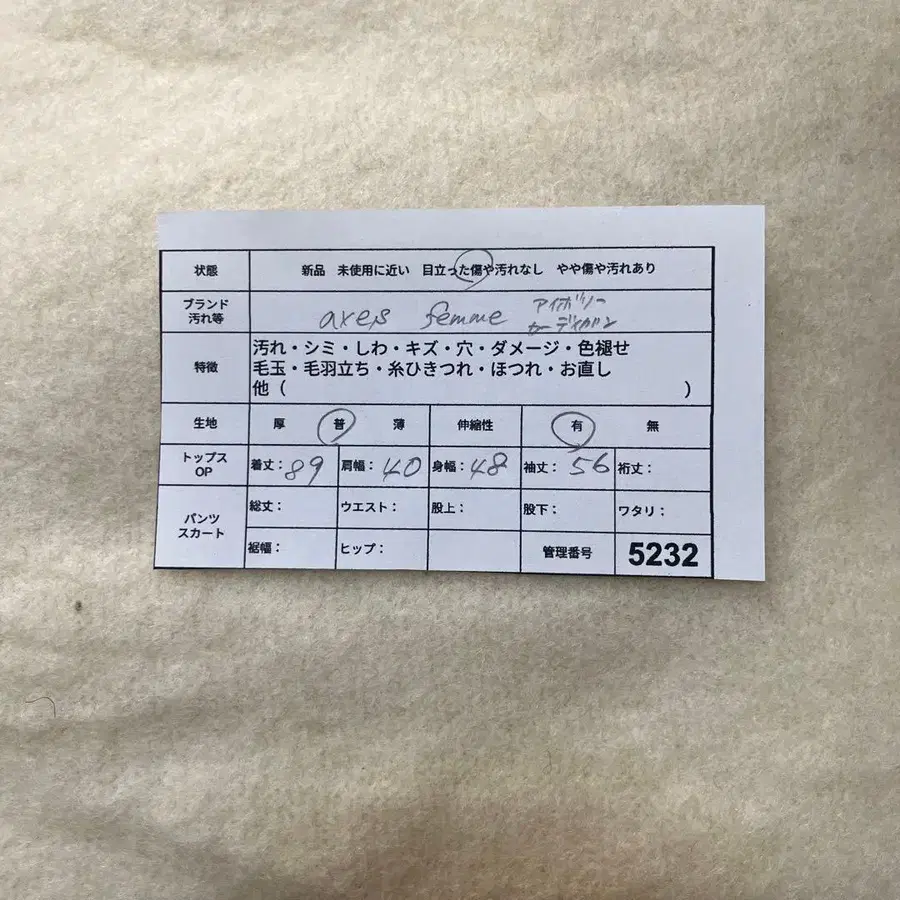 状態 新品 未使用に近い 目立った傷や汚れなし やや傷や汚れあり
ブランド
汚れ等
axes femme アイボリー
カーディガン
特徴
汚れ・シミ・しわ・キズ・穴・ダメージ・色褪せ
毛玉・毛羽立ち・糸ひきつれ・ほつれ・お直し
他（ ）
生地 厚 普 薄 伸縮性 有 無
トップス
OP
着丈：89 肩幅：40 身幅：48 袖丈：56 裄丈：
パンツ
スカート
総丈： ウエスト： 股上： 股下： ワタリ：
裾幅： ヒップ： 管理番号 5232